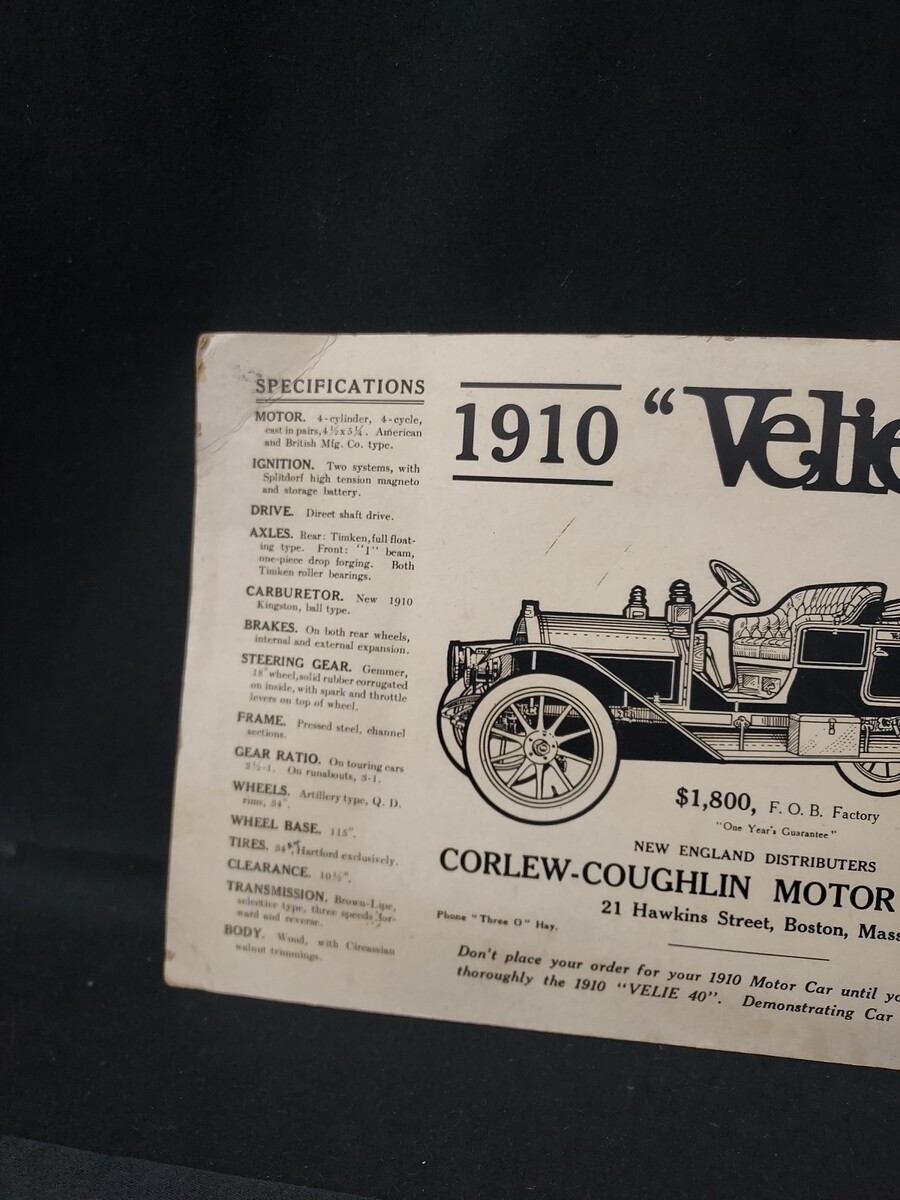 SPECIFICATIONS
MOTOR. 4-cylinder, 4-cycle,
cast in pairs, 4½x5¼. American
and British Mfg. Co. type.
IGNITION. Two systems, with
Splitdorf high tension magneto
and storage battery.
DRIVE. Direct shaft drive.
AXLES. Rear: Timken, full float-
ing type. Front: "I" beam,
one-piece drop forging. Both
Timken roller bearings.
CARBURETOR. New 1910
Kingston, ball type.
BRAKES. On both rear wheels,
internal and external expansion.
STEERING GEAR. Gemmer,
18" wheel, solid rubber corrugated
on inside, with spark and throttle
levers on top of wheel.
FRAME. Pressed steel, channel
sections.
GEAR RATIO. On touring cars
3½-1. On runabouts, 3-1.
WHEELS. Artillery type, Q. D.
rims, 34".
WHEEL BASE. 115".
TIRES. Hartford exclusively.
CLEARANCE. 10½".
TRANSMISSION. Brown-Lipe,
selective type, three speeds for-
ward and reverse.
BODY. Wood, with Circassian
walnut trimmings.
1910 "Velie
$1,800, F. O. B. Factory
"One Year's Guarantee"
NEW ENGLAND DISTRIBUTERS
CORLEW-COUGHLIN MOTOR
21 Hawkins Street, Boston, Mass
Phone "Three O" Hay.
Don't place your order for your 1910 Motor Car until yo
thoroughly the 1910 "VELIE 40". Demonstrating Car